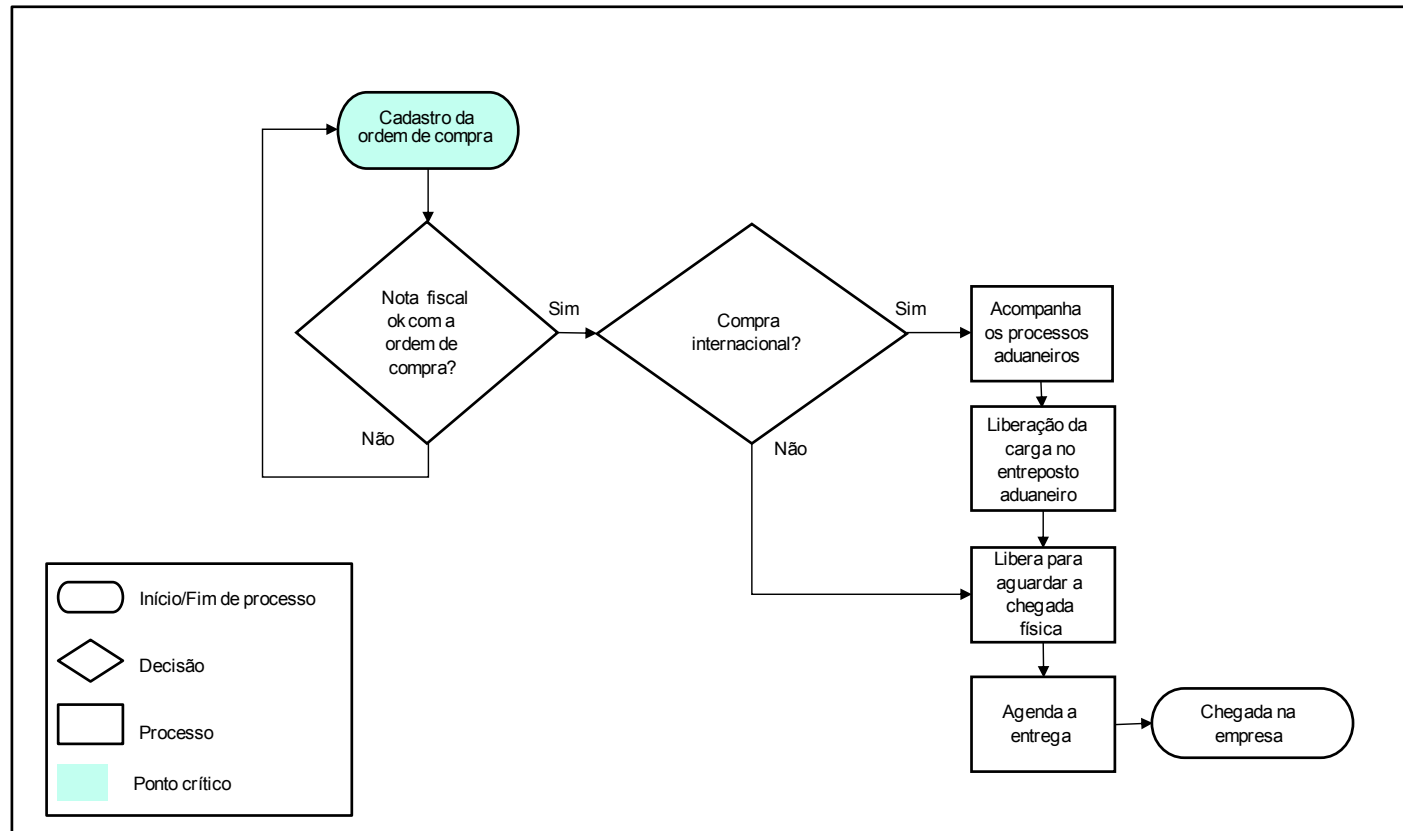 Cadastro da
ordem de compra
Nota fiscal
ok com a
ordem de
compra?
Sim
Não
Compra
internacional?
Sim
Não
Acompanha
os processos
aduaneiros
Liberação da
carga no
entreposto
aduaneiro
Libera para
aguardar a
chegada
física
Agenda a
entrega
Chegada na
empresa
Início/Fim de processo
Decisão
Processo
Ponto crítico